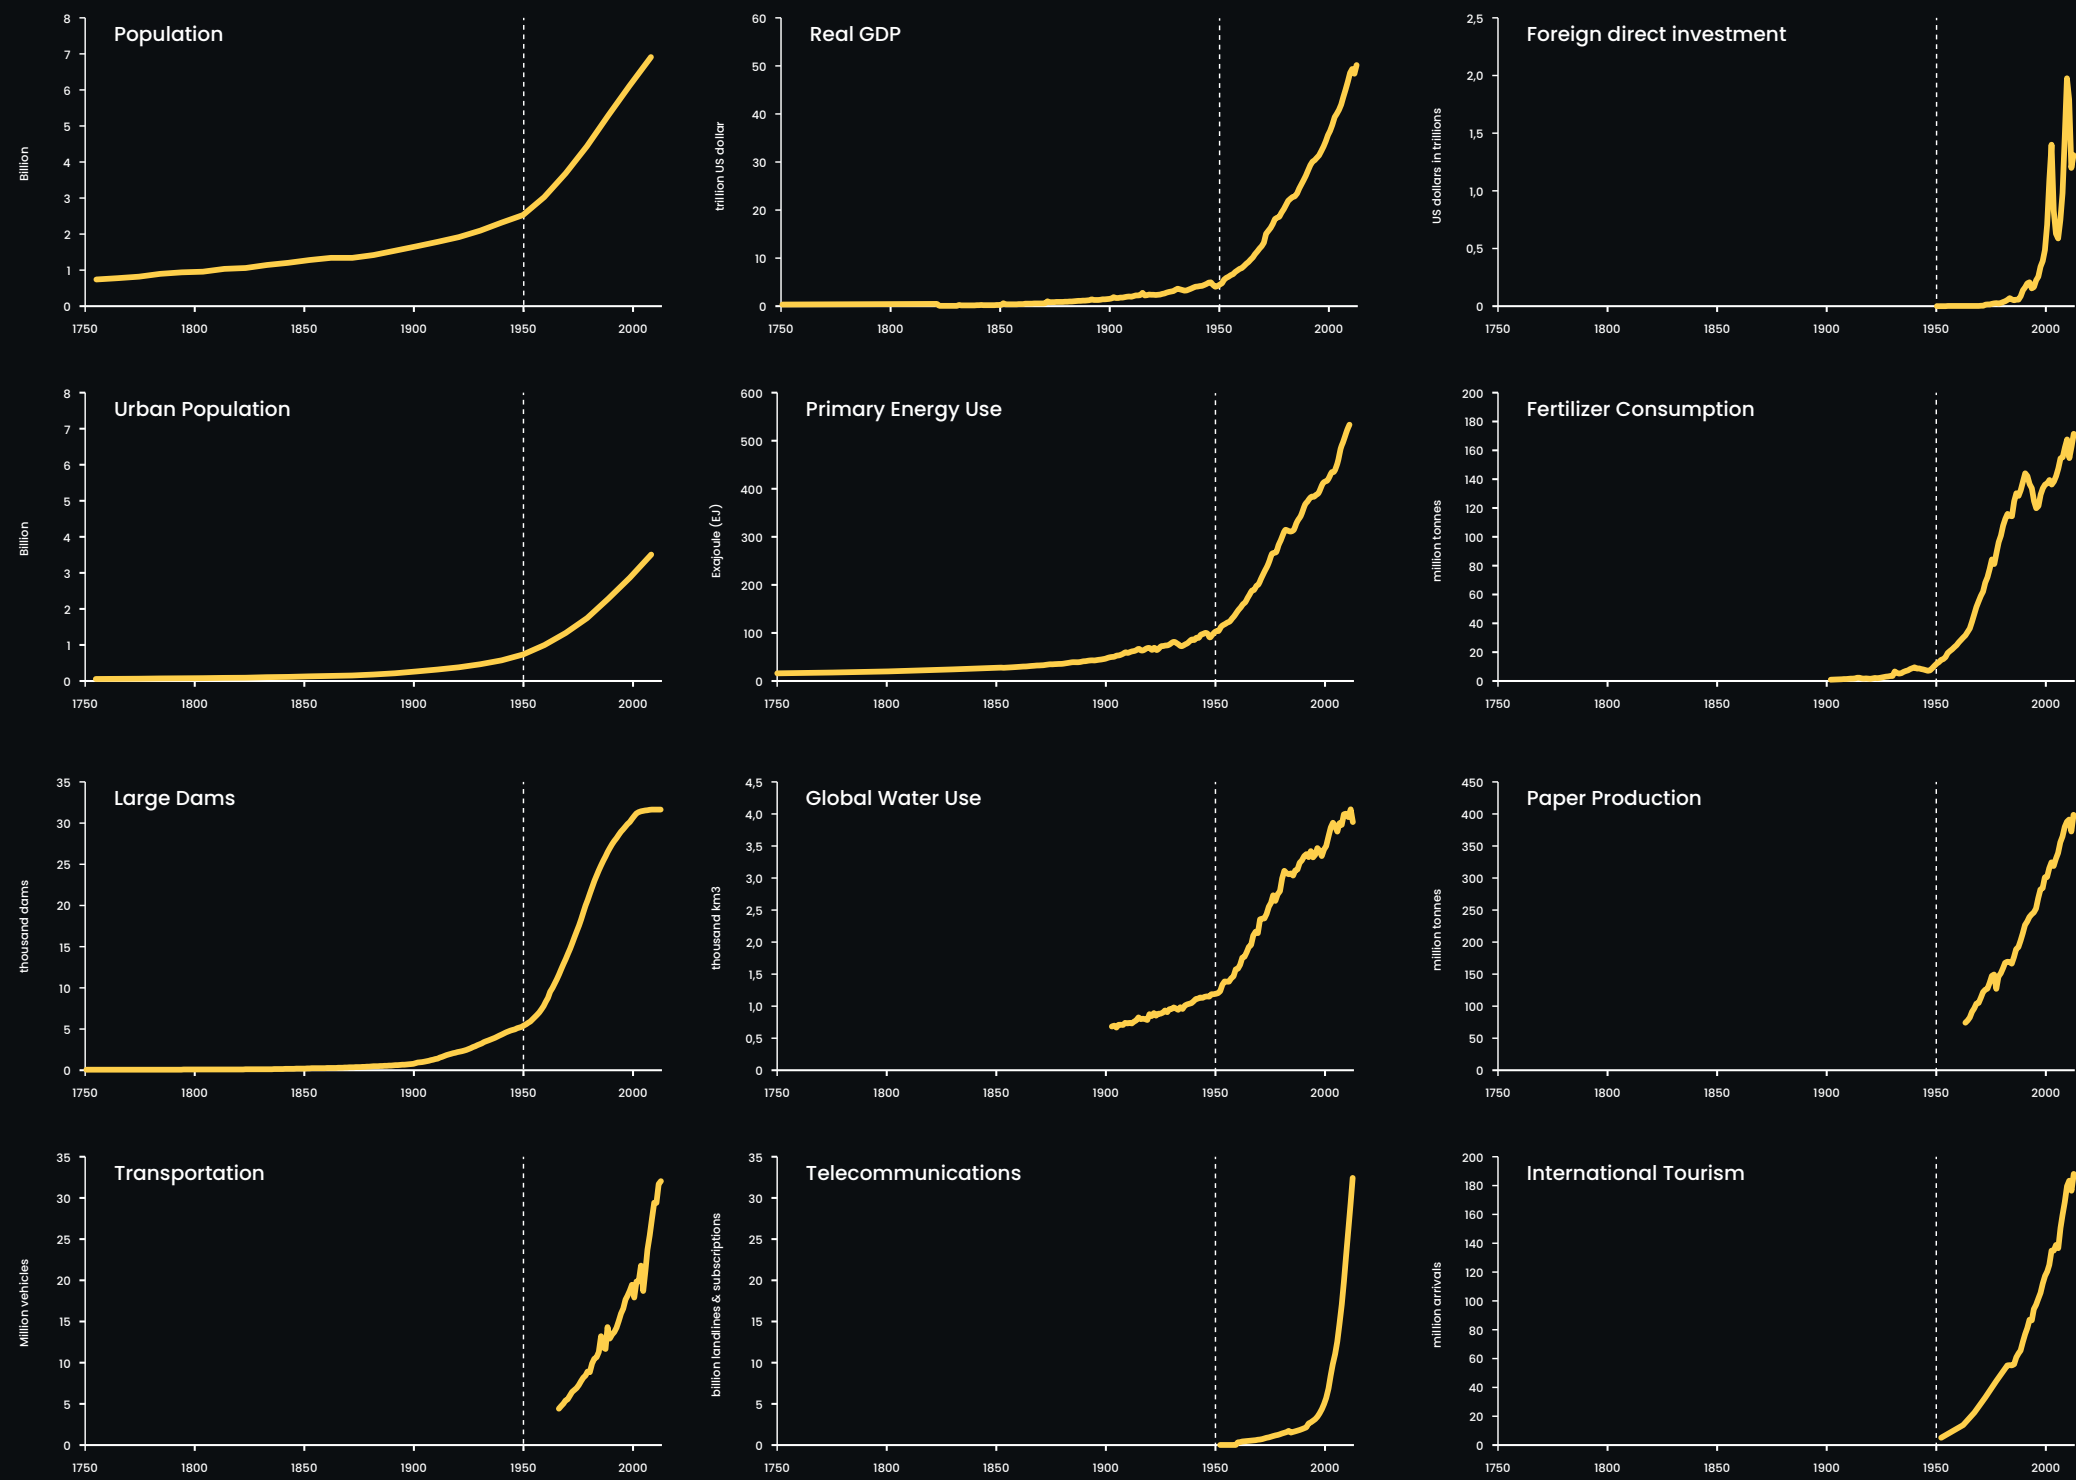 Population
Billion
8
7
6
5
4
3
2
1
0
1750 1800 1850 1900 1950 2000
Real GDP
trillion US dollar
60
50
40
30
20
10
0
1750 1800 1850 1900 1950 2000
Foreign direct investment
US dollars in trillions
2,5
2,0
1,5
1,0
0,5
0
1750 1800 1850 1900 1950 2000
Urban Population
Billion
8
7
6
5
4
3
2
1
0
1750 1800 1850 1900 1950 2000
Primary Energy Use
Exajoule (EJ)
600
500
400
300
200
100
0
1750 1800 1850 1900 1950 2000
Fertilizer Consumption
million tonnes
200
180
160
140
120
100
80
60
40
20
0
1750 1800 1850 1900 1950 2000
Large Dams
thousand dams
35
30
25
20
15
10
5
0
1750 1800 1850 1900 1950 2000
Global Water Use
thousand km3
4,5
4,0
3,5
3,0
2,5
2,0
1,5
1,0
0,5
0
1750 1800 1850 1900 1950 2000
Paper Production
million tonnes
450
400
350
300
250
200
150
100
50
0
1750 1800 1850 1900 1950 2000
Transportation
Million vehicles
35
30
25
20
15
10
5
0
1750 1800 1850 1900 1950 2000
Telecommunications
billion landlines & subscriptions
35
30
25
20
15
10
5
0
1750 1800 1850 1900 1950 2000
International Tourism
million arrivals
200
180
160
140
120
100
80
60
40
20
0
1750 1800 1850 1900 1950 2000